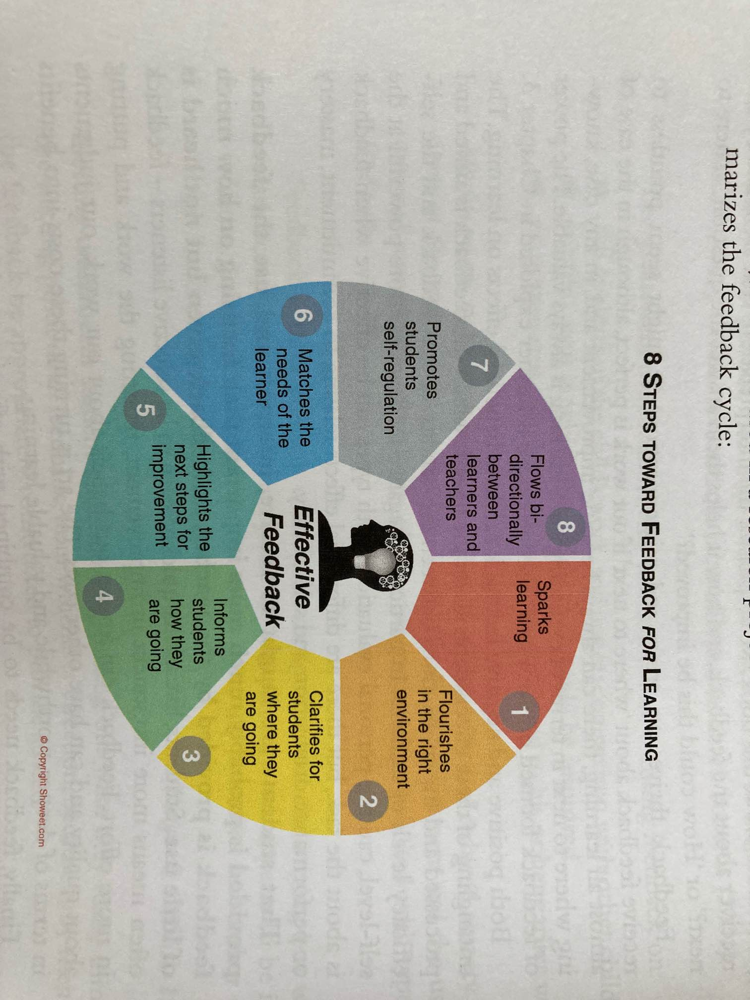 marizes the feedback cycle:
8 STEPS TOWARD FEEDBACK FOR LEARNING
1
Sparks
learning
2
Flourishes
in the right
environment
3
Clarifies for
students
where they
are going
4
Informs
students
how they
are going
5
Highlights the
next steps for
improvement
6
Matches the
needs of the
learner
7
Promotes
students
self-regulation
8
Flows bi-
directionally
between
learners and
teachers
Effective
Feedback
© Copyright Showeet.com